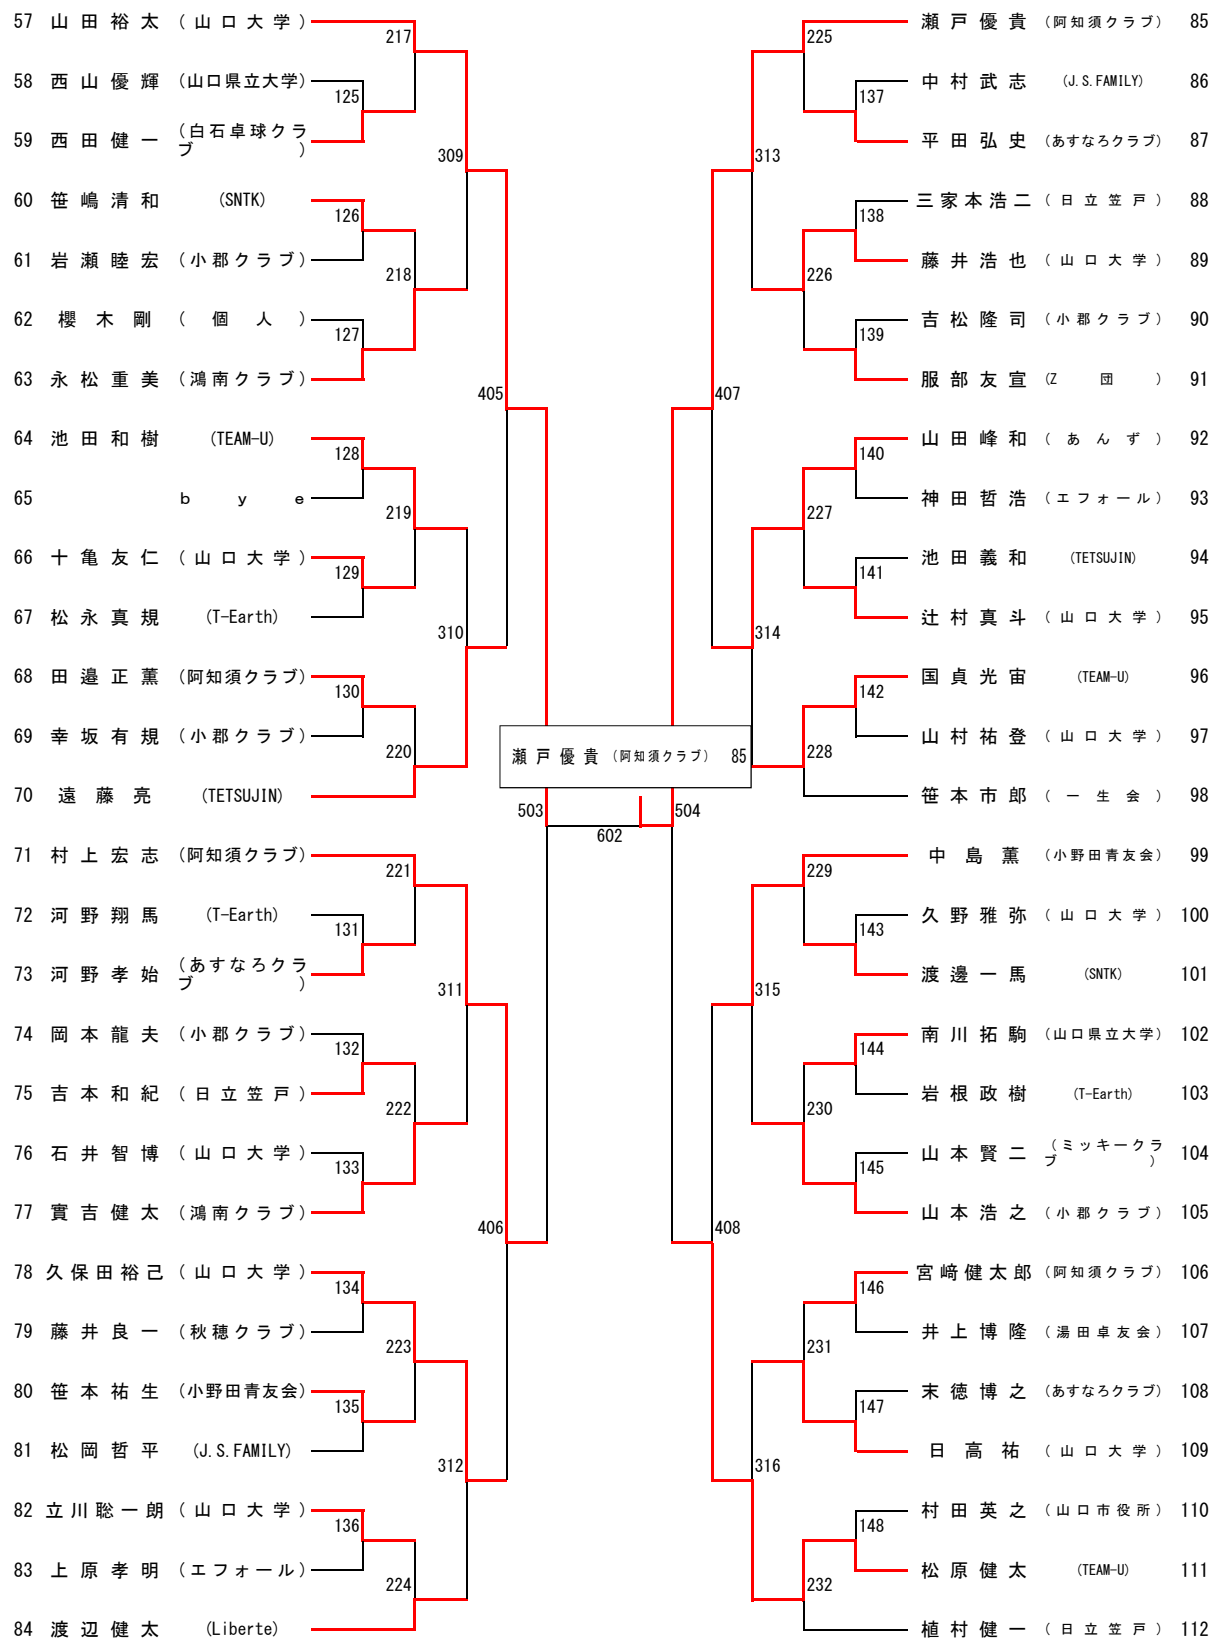 57 山田裕太 (山口大学)
58 西山優輝 (山口県立大学)
59 西田健一 (白石卓球クラブ)
60 笹嶋清和 (SNTK)
61 岩瀬睦宏 (小郡クラブ)
62 櫻木剛 (個人)
63 永松重美 (鴻南クラブ)
64 池田和樹 (TEAM-U)
65 bye
66 十亀友仁 (山口大学)
67 松永真規 (T-Earth)
68 田邉正薫 (阿知須クラブ)
69 幸坂有規 (小郡クラブ)
70 遠藤亮 (TETSUJIN)
71 村上宏志 (阿知須クラブ)
72 河野翔馬 (T-Earth)
73 河野孝始 (あすなろクラブ)
74 岡本龍夫 (小郡クラブ)
75 吉本和紀 (日立笠戸)
76 石井智博 (山口大学)
77 實吉健太 (鴻南クラブ)
78 久保田裕己 (山口大学)
79 藤井良一 (秋穂クラブ)
80 笹本祐生 (小野田青友会)
81 松岡哲平 (J.S.FAMILY)
82 立川聡一朗 (山口大学)
83 上原孝明 (エフォール)
84 渡辺健太 (Liberte)
125
126
127
128
129
130
131
132
133
134
135
136
217
218
219
220
221
222
223
224
309
310
311
312
405
406
503
瀬戸優貴 (阿知須クラブ) 85
602
504
407
408
313
314
315
316
225
226
227
228
229
230
231
232
137
138
139
140
141
142
143
144
145
146
147
148
瀬戸優貴 (阿知須クラブ) 85
中村武志 (J.S.FAMILY) 86
平田弘史 (あすなろクラブ) 87
三家本浩二 (日立笠戸) 88
藤井浩也 (山口大学) 89
吉松隆司 (小郡クラブ) 90
服部友宣 (Z団) 91
山田峰和 (あんず) 92
神田哲浩 (エフォール) 93
池田義和 (TETSUJIN) 94
辻村真斗 (山口大学) 95
国貞光宙 (TEAM-U) 96
山村祐登 (山口大学) 97
笹本市郎 (一生会) 98
中島薫 (小野田青友会) 99
久野雅弥 (山口大学) 100
渡邊一馬 (SNTK) 101
南川拓駒 (山口県立大学) 102
岩根政樹 (T-Earth) 103
山本賢二 (ミッキークラブ) 104
山本浩之 (小郡クラブ) 105
宮﨑健太郎 (阿知須クラブ) 106
井上博隆 (湯田卓友会) 107
末徳博之 (あすなろクラブ) 108
日高祐 (山口大学) 109
村田英之 (山口市役所) 110
松原健太 (TEAM-U) 111
植村健一 (日立笠戸) 112